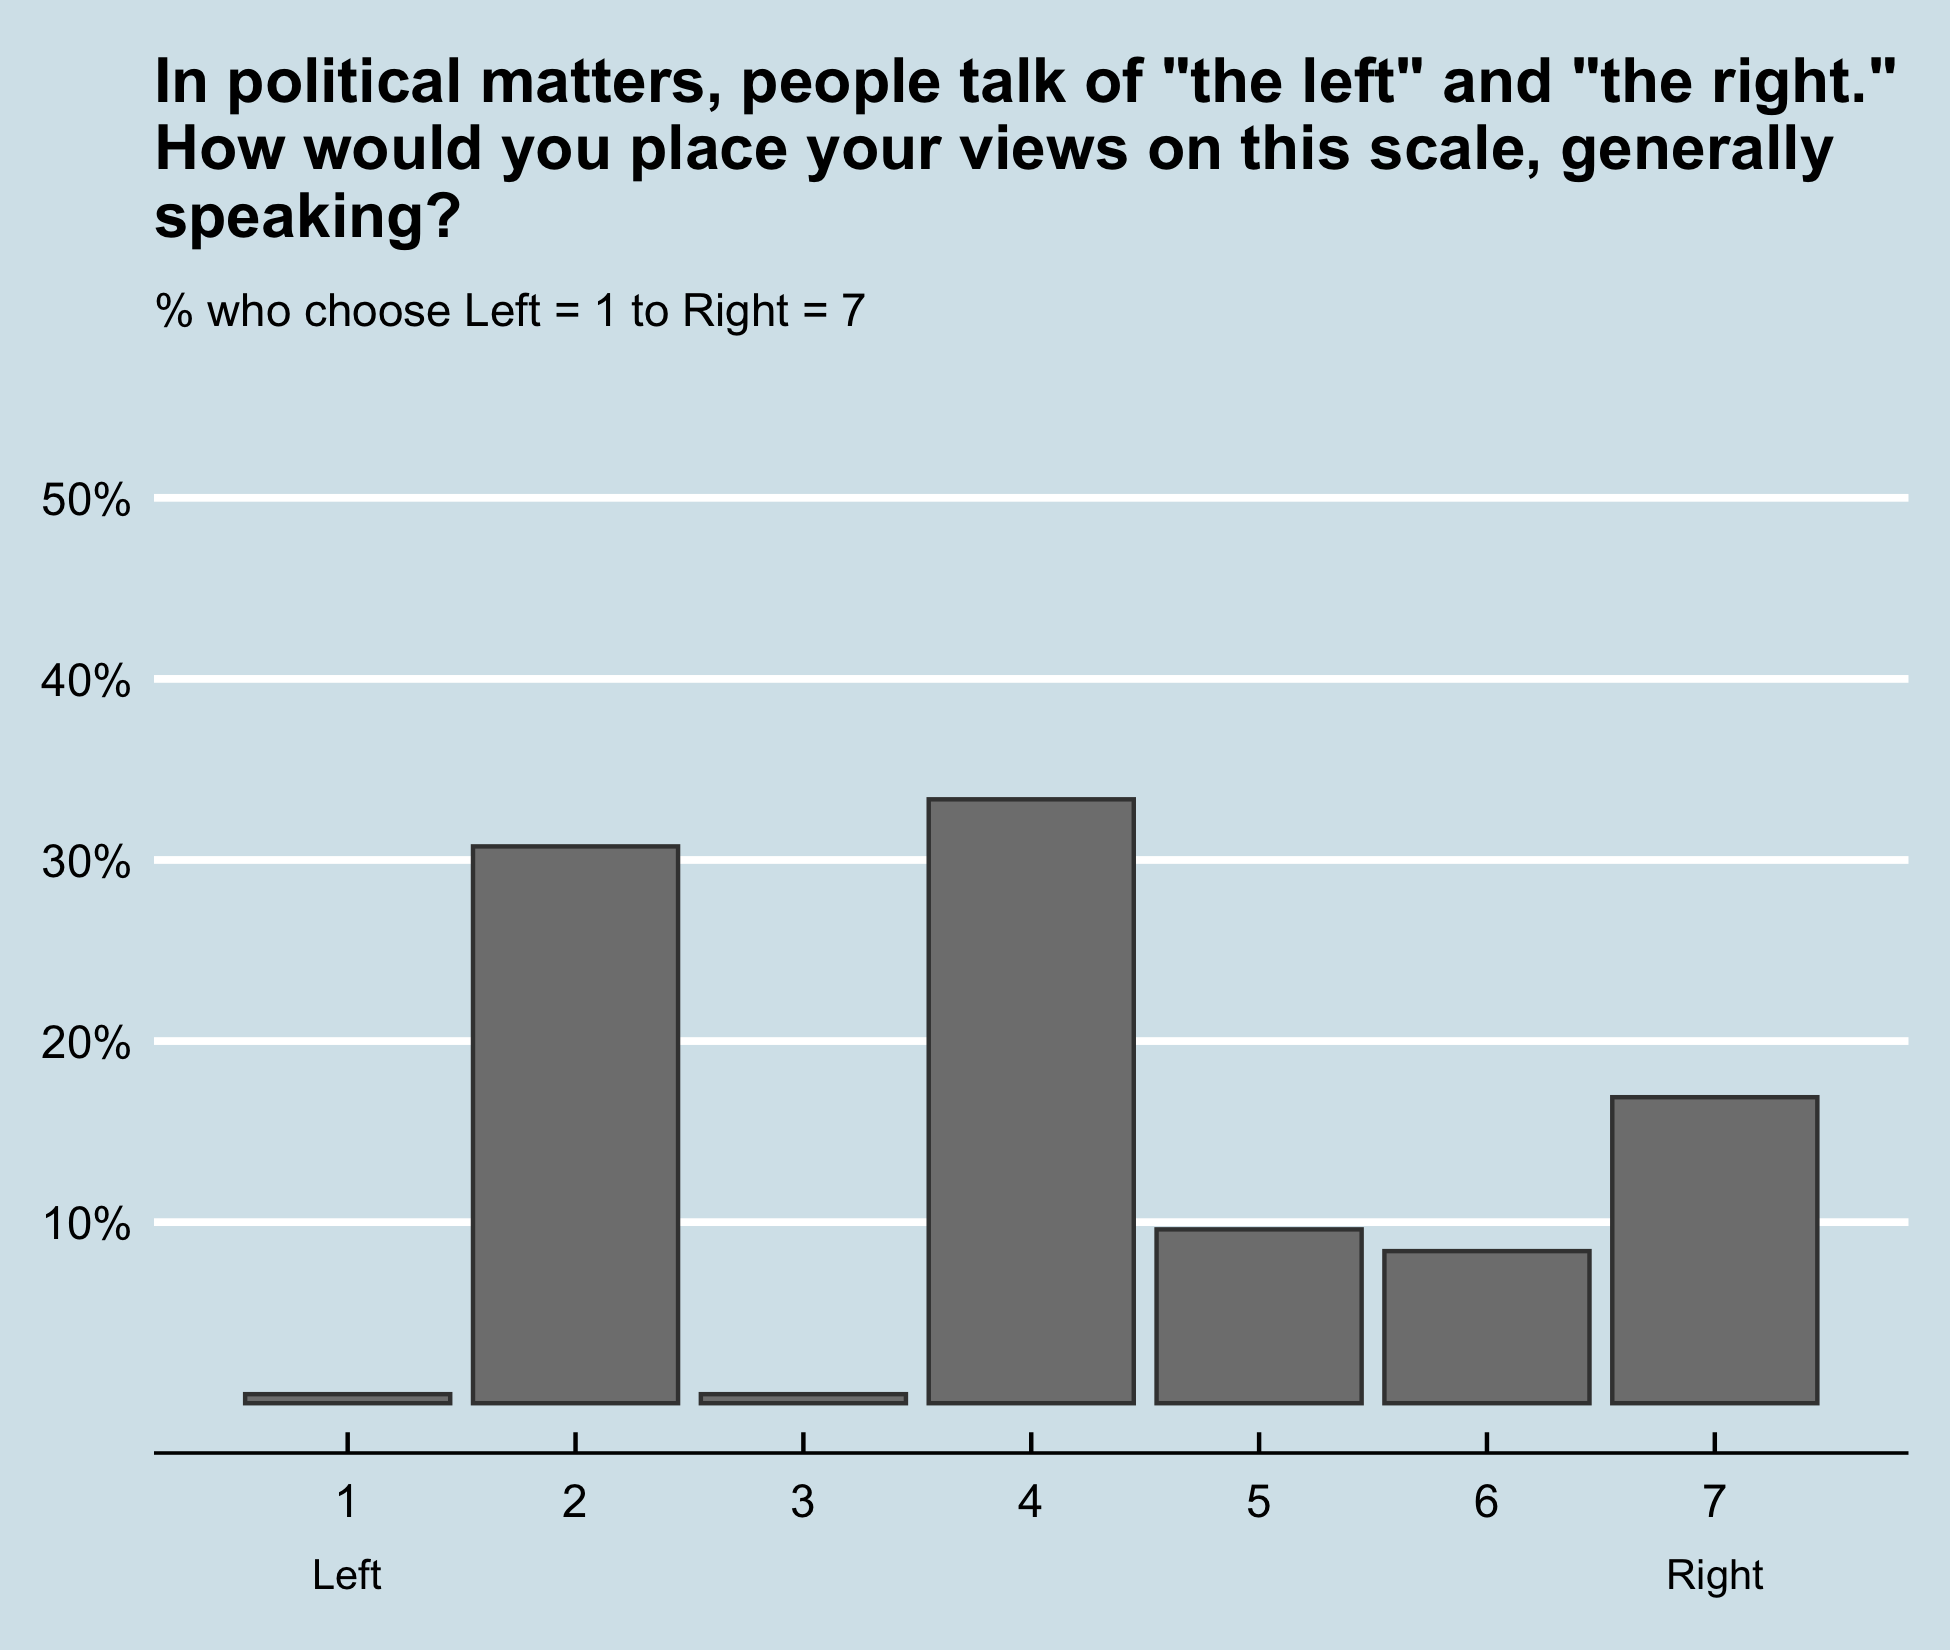 In political matters, people talk of "the left" and "the right."
How would you place your views on this scale, generally
speaking?
% who choose Left = 1 to Right = 7
50%
40%
30%
20%
10%
1 2 3 4 5 6 7
Left Right